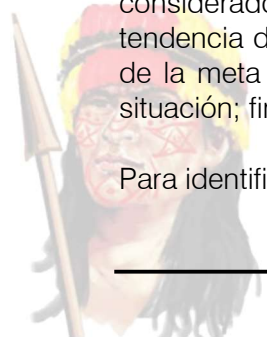 considerado
tendencia d
de la meta
situación; fi
Para identifi